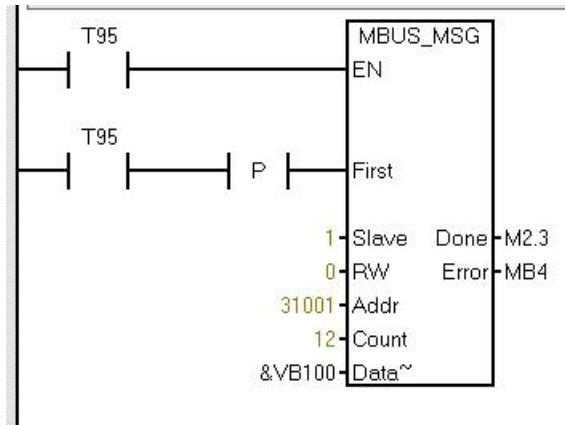 T95 MBUS_MSG
EN
T95
P First
1 Slave Done M2.3
0 RW Error MB4
31001 Addr
12 Count
&VB100 Data~